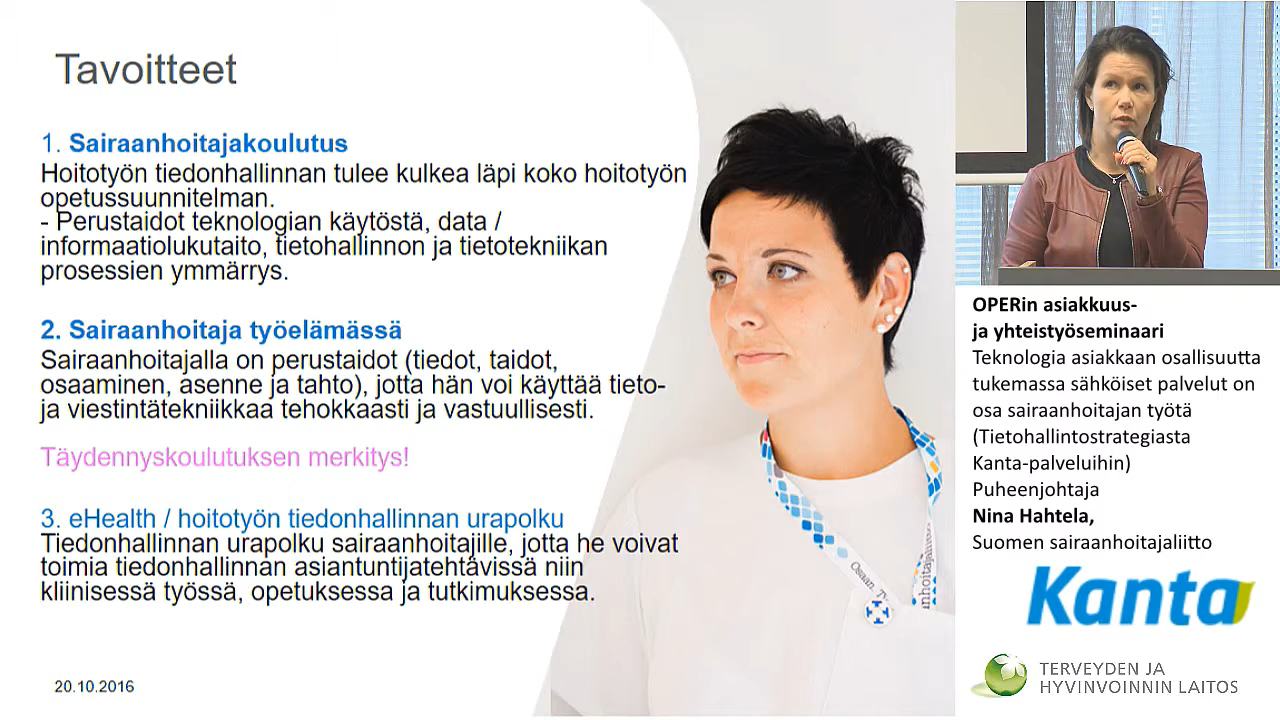 Tavoitteet
1. Sairaanhoitajakoulutus
Hoitotyön tiedonhallinnan tulee kulkea läpi koko hoitotyön
opetussuunnitelman.
- Perustaidot teknologian käytöstä, data /
informaatiolukutaito, tietohallinnon ja tietotekniikan
prosessien ymmärrys.
2. Sairaanhoitaja työelämässä
Sairaanhoitajalla on perustaidot (tiedot, taidot,
osaaminen, asenne ja tahto), jotta hän voi käyttää tieto-
ja viestintätekniikkaa tehokkaasti ja vastuullisesti.
Täydennyskoulutuksen merkitys!
3. eHealth / hoitotyön tiedonhallinnan urapolku
Tiedonhallinnan urapolku sairaanhoitajille, jotta he voivat
toimia tiedonhallinnan asiantuntijatehtävissä niin
kliinisessä työssä, opetuksessa ja tutkimuksessa.
20.10.2016
Osaan.
OPERin asiakkuus-
ja yhteistyöseminaari
Teknologia asiakkaan osallisuutta
tukemassa sähköiset palvelut on
osa sairaanhoitajan työtä
(Tietohallintostrategiasta
Kanta-palveluihin)
Puheenjohtaja
Nina Hahtela,
Suomen sairaanhoitajaliitto
Kanta
TERVEYDEN JA
HYVINVOINNIN LAITOS